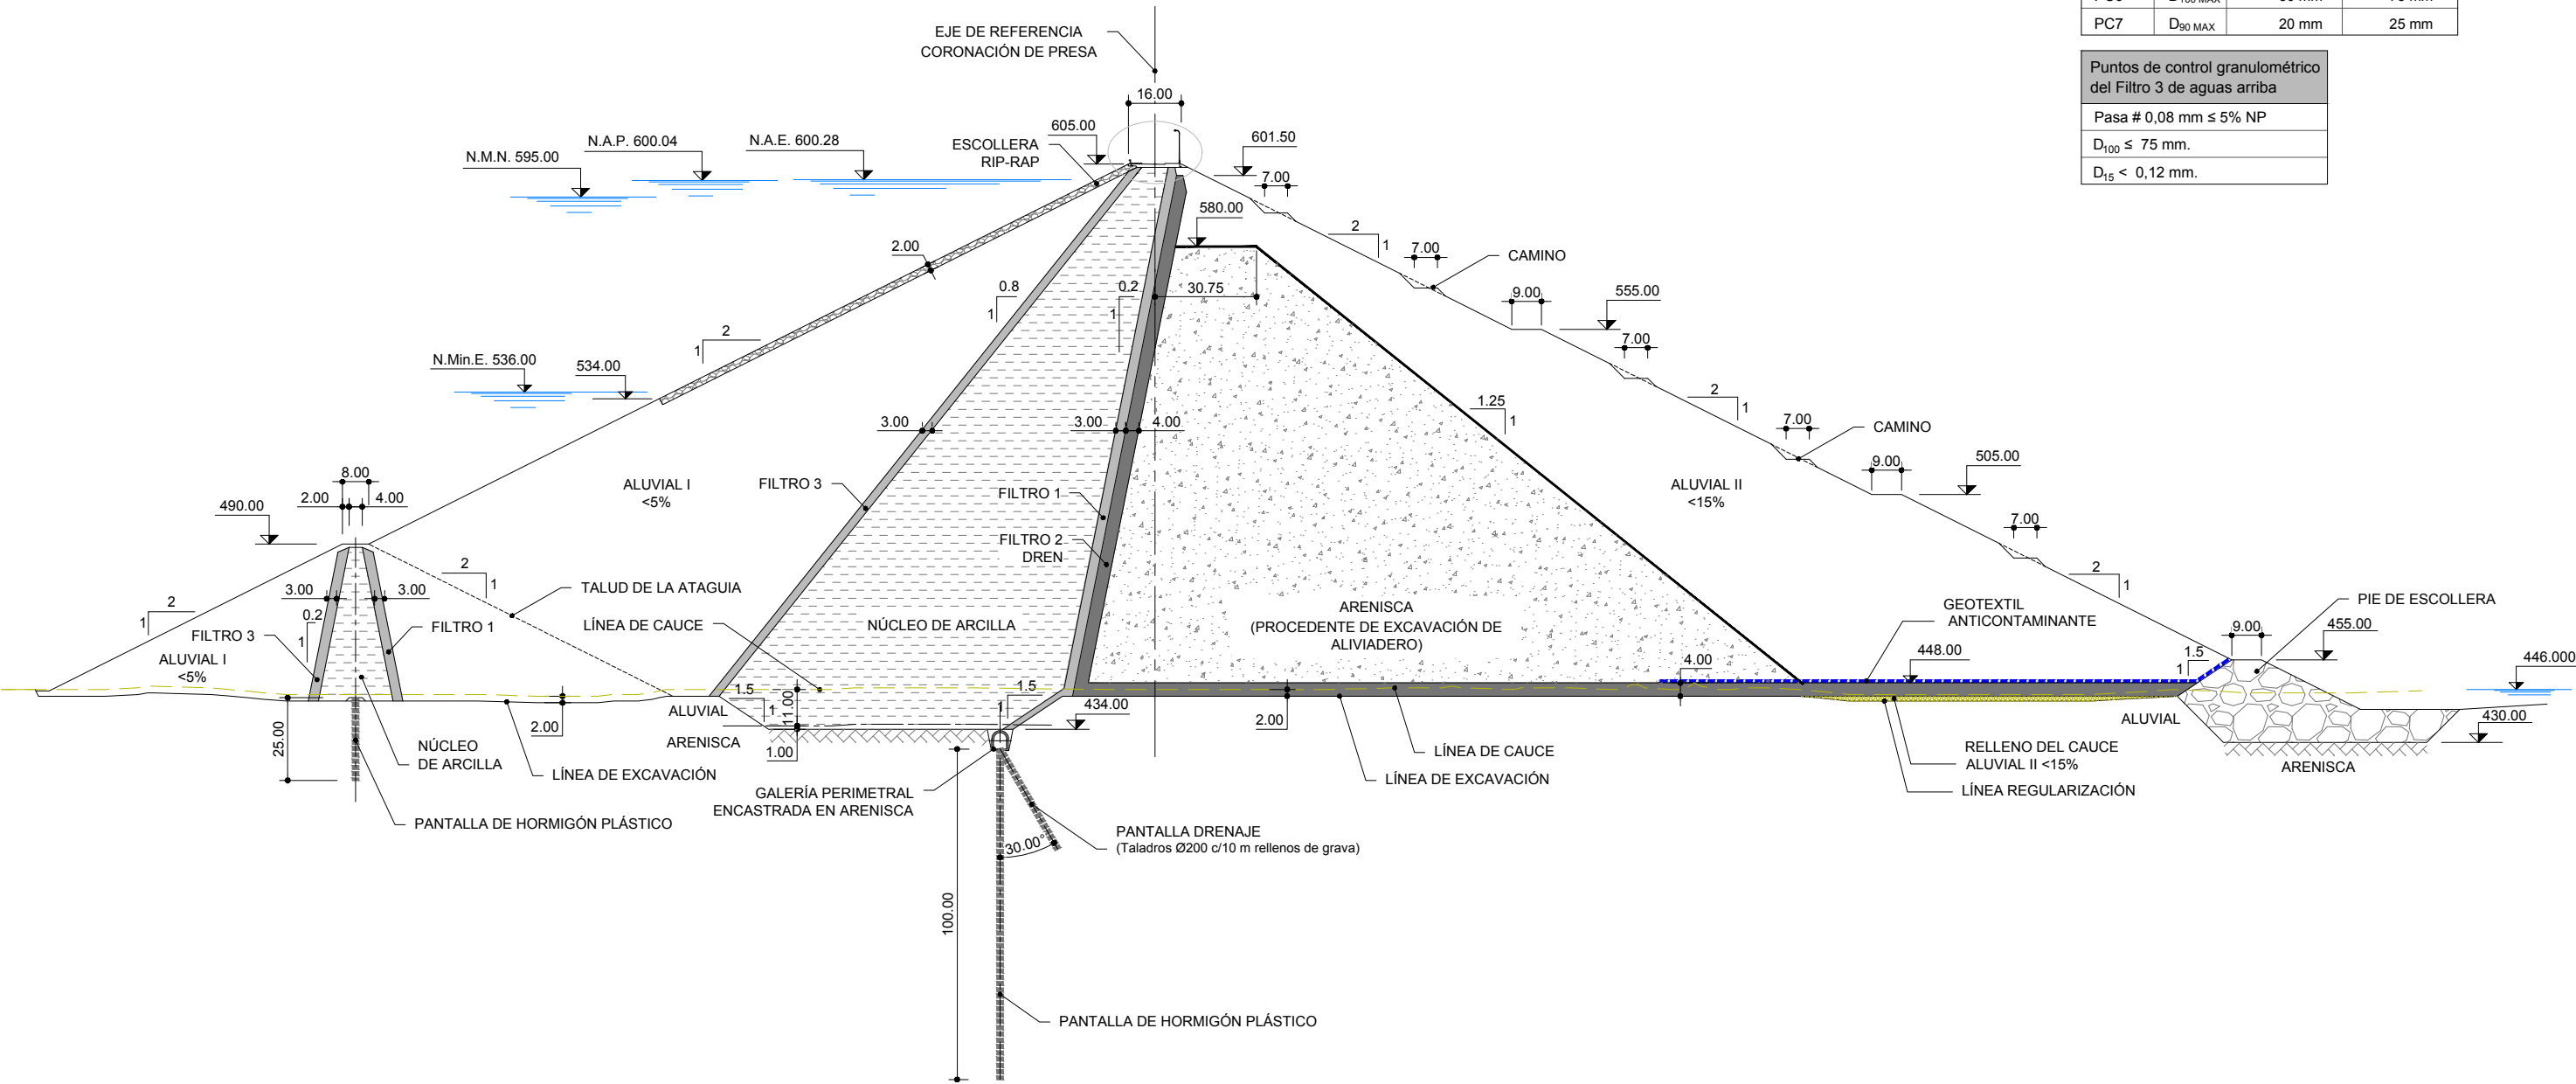 PC7 D90 MAX 20 mm 25 mm
Puntos de control granulométrico
del Filtro 3 de aguas arriba
Pasa # 0,08 mm ≤ 5% NP
D100 ≤ 75 mm.
D15 < 0,12 mm.
EJE DE REFERENCIA
CORONACIÓN DE PRESA
16.00
605.00
601.50
N.M.N. 595.00
N.A.P. 600.04
N.A.E. 600.28
ESCOLLERA
RIP-RAP
7.00
580.00
2
1
7.00
CAMINO
2.00
0.8
1
0.2
1
30.75
9.00
555.00
2
1
7.00
N.Min.E. 536.00
534.00
1.25
1
2
1
7.00
CAMINO
3.00
3.00
4.00
9.00
505.00
8.00
2.00
4.00
490.00
ALUVIAL I
<5%
FILTRO 3
FILTRO 1
ALUVIAL II
<15%
7.00
FILTRO 2
DREN
2
1
TALUD DE LA ATAGUIA
2
1
3.00
3.00
0.2
1
2
1
FILTRO 3
FILTRO 1
ALUVIAL I
<5%
LÍNEA DE CAUCE
NÚCLEO DE ARCILLA
ARENISCA
(PROCEDENTE DE EXCAVACIÓN DE
ALIVIADERO)
GEOTEXTIL
ANTICONTAMINANTE
PIE DE ESCOLLERA
9.00
455.00
448.00
1.5
1
446.000
4.00
1.5
1
11.00
1.5
1
434.00
2.00
ALUVIAL
ARENISCA
1.00
2.00
25.00
ALUVIAL
430.00
NÚCLEO
DE ARCILLA
LÍNEA DE EXCAVACIÓN
LÍNEA DE CAUCE
LÍNEA DE EXCAVACIÓN
RELLENO DEL CAUCE
ALUVIAL II <15%
LÍNEA REGULARIZACIÓN
ARENISCA
GALERÍA PERIMETRAL
ENCASTRADA EN ARENISCA
PANTALLA DE HORMIGÓN PLÁSTICO
PANTALLA DRENAJE
(Taladros Ø200 c/10 m rellenos de grava)
30.00°
100.00
PANTALLA DE HORMIGÓN PLÁSTICO